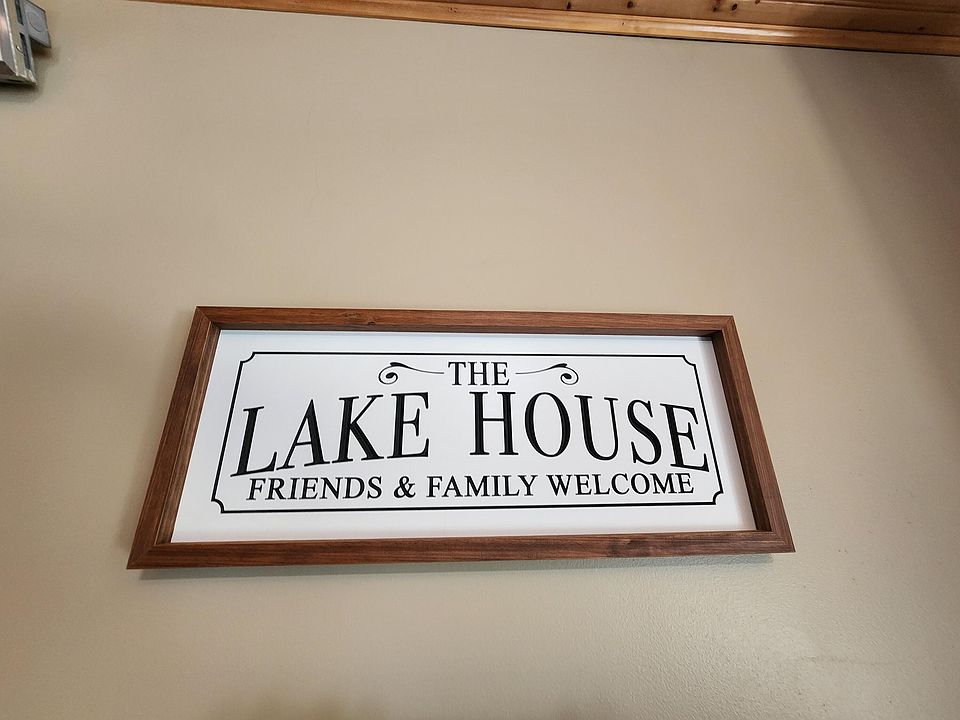 THE
LAKE HOUSE
FRIENDS & FAMILY WELCOME